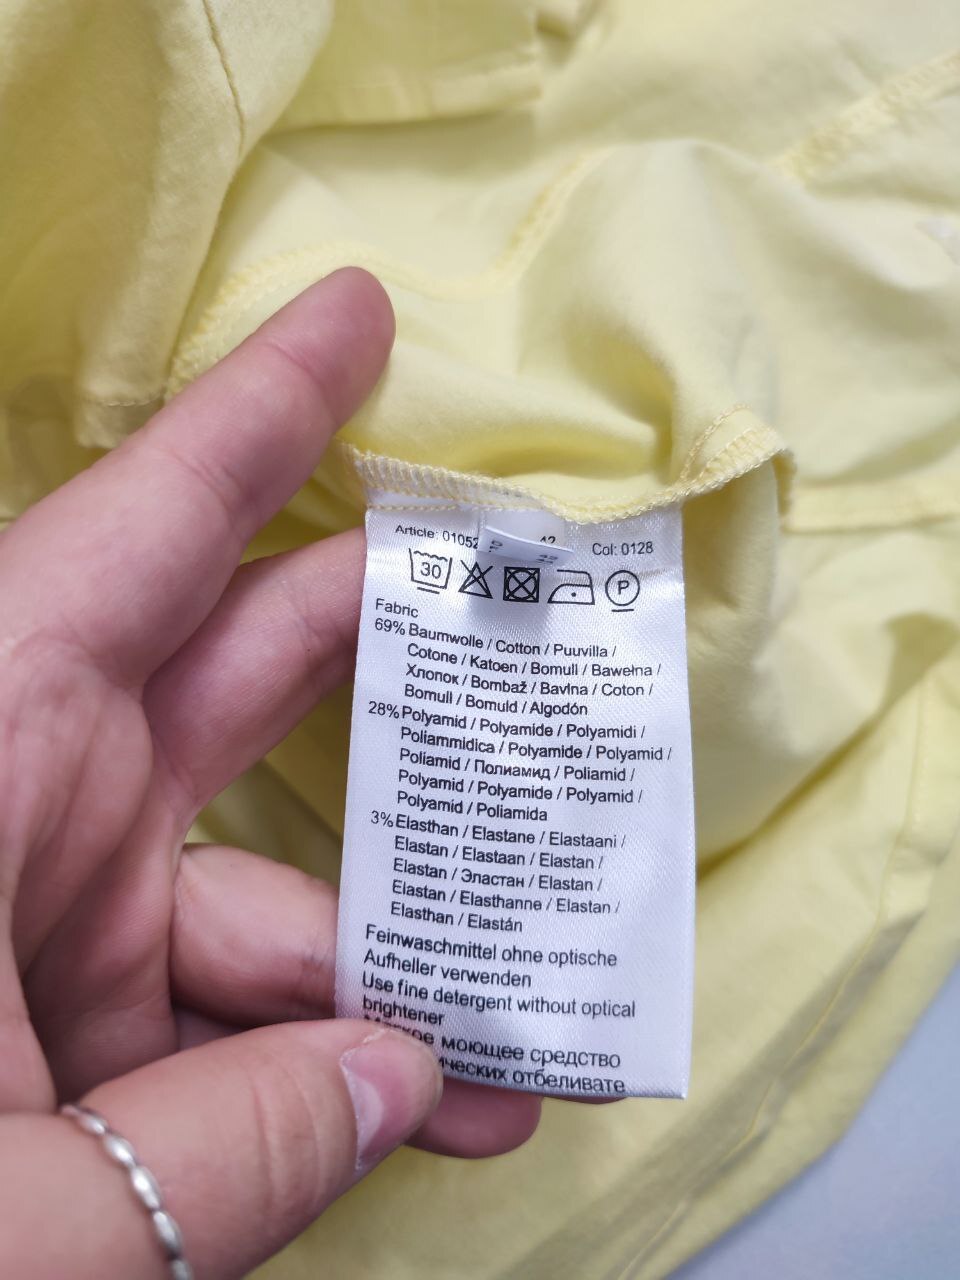 Article: 01052
42
Col: 0128
30
P
Fabric
69% Baumwolle / Cotton / Puuvilla /
Cotone / Katoen / Bomull / Bawełna /
Хлопок / Bombaž / Bavlna / Coton /
Bomull / Bomuld / Algodón
28% Polyamid / Polyamide / Polyamidi /
Poliammidica / Polyamide / Polyamid /
Poliamid / Полиамид / Poliamid /
Polyamid / Polyamide / Polyamid /
Polyamid / Poliamida
3% Elasthan / Elastane / Elastaani /
Elastan / Elastaan / Elastan /
Elastan / Эластан / Elastan /
Elastan / Elasthanne / Elastan /
Elasthan / Elastán
Feinwaschmittel ohne optische
Aufheller verwenden
Use fine detergent without optical
brightener
моющее средство
отбеливате